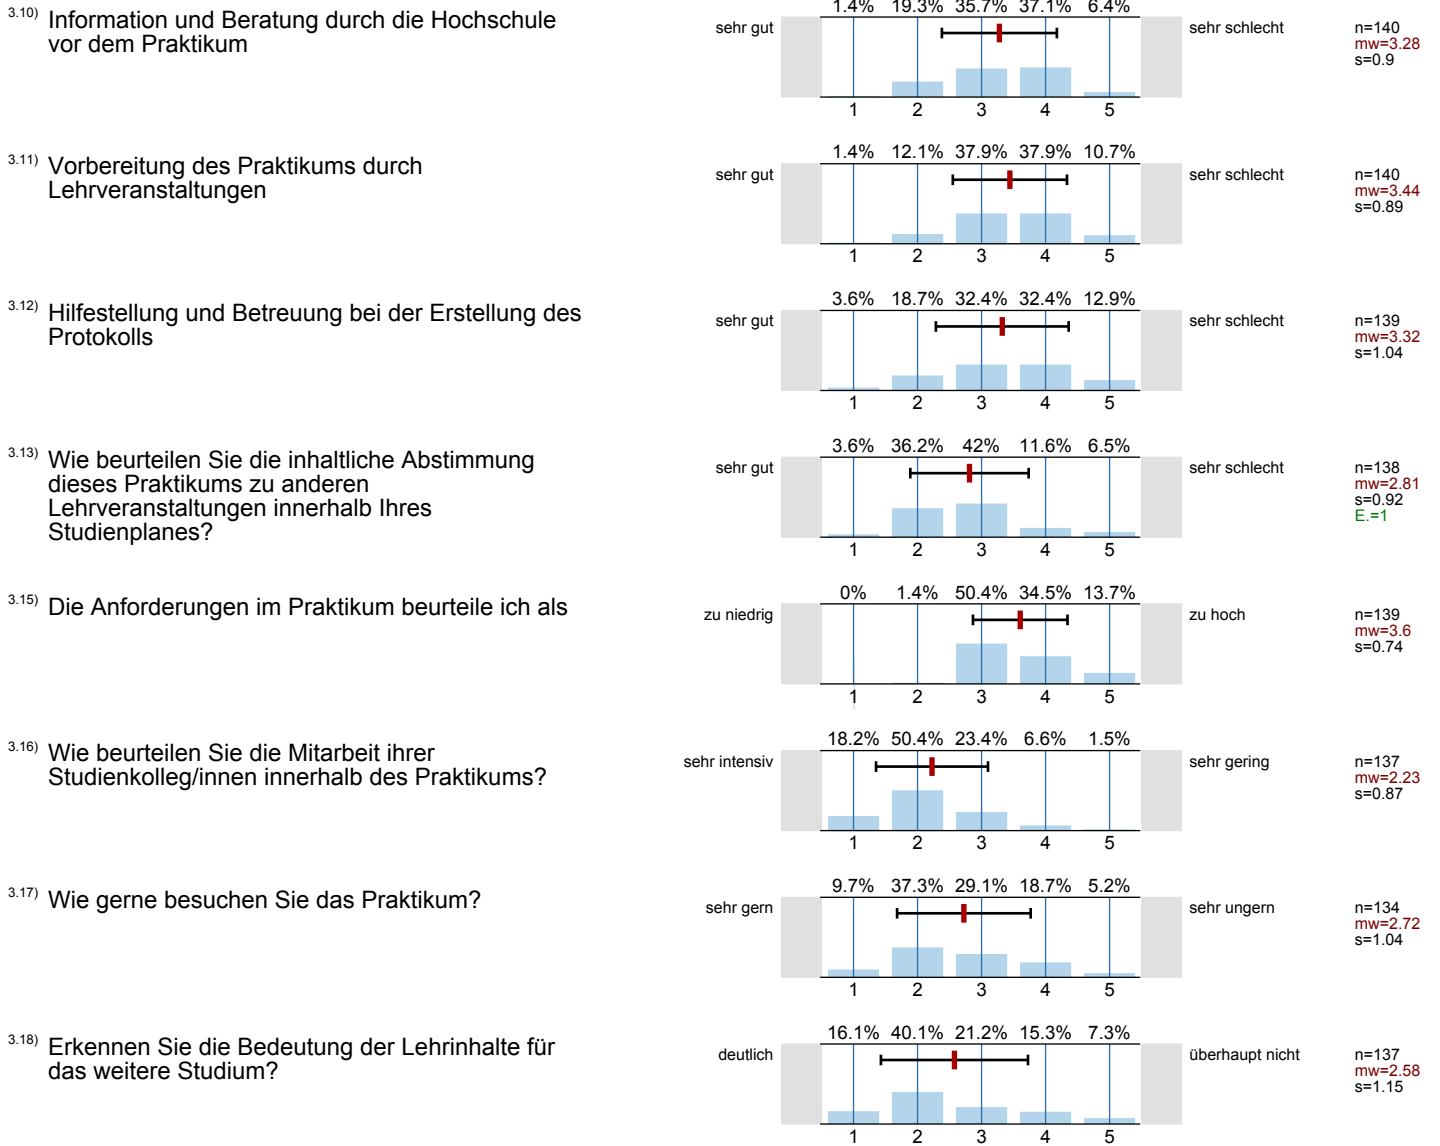 3.10) Information und Beratung durch die Hochschule
vor dem Praktikum
1.4% 19.3% 35.7% 37.1% 6.4%
sehr gut
sehr schlecht
n=140
mw=3.28
s=0.9
1 2 3 4 5
3.11) Vorbereitung des Praktikums durch
Lehrveranstaltungen
1.4% 12.1% 37.9% 37.9% 10.7%
sehr gut
sehr schlecht
n=140
mw=3.44
s=0.89
1 2 3 4 5
3.12) Hilfestellung und Betreuung bei der Erstellung des
Protokolls
3.6% 18.7% 32.4% 32.4% 12.9%
sehr gut
sehr schlecht
n=139
mw=3.32
s=1.04
1 2 3 4 5
3.13) Wie beurteilen Sie die inhaltliche Abstimmung
dieses Praktikums zu anderen
Lehrveranstaltungen innerhalb Ihres
Studienplanes?
3.6% 36.2% 42% 11.6% 6.5%
sehr gut
sehr schlecht
n=138
mw=2.81
s=0.92
E.=1
1 2 3 4 5
3.15) Die Anforderungen im Praktikum beurteile ich als
0% 1.4% 50.4% 34.5% 13.7%
zu niedrig
zu hoch
n=139
mw=3.6
s=0.74
1 2 3 4 5
3.16) Wie beurteilen Sie die Mitarbeit ihrer
Studienkolleg/innen innerhalb des Praktikums?
18.2% 50.4% 23.4% 6.6% 1.5%
sehr intensiv
sehr gering
n=137
mw=2.23
s=0.87
1 2 3 4 5
3.17) Wie gerne besuchen Sie das Praktikum?
9.7% 37.3% 29.1% 18.7% 5.2%
sehr gern
sehr ungern
n=134
mw=2.72
s=1.04
1 2 3 4 5
3.18) Erkennen Sie die Bedeutung der Lehrinhalte für
das weitere Studium?
16.1% 40.1% 21.2% 15.3% 7.3%
deutlich
überhaupt nicht
n=137
mw=2.58
s=1.15
1 2 3 4 5